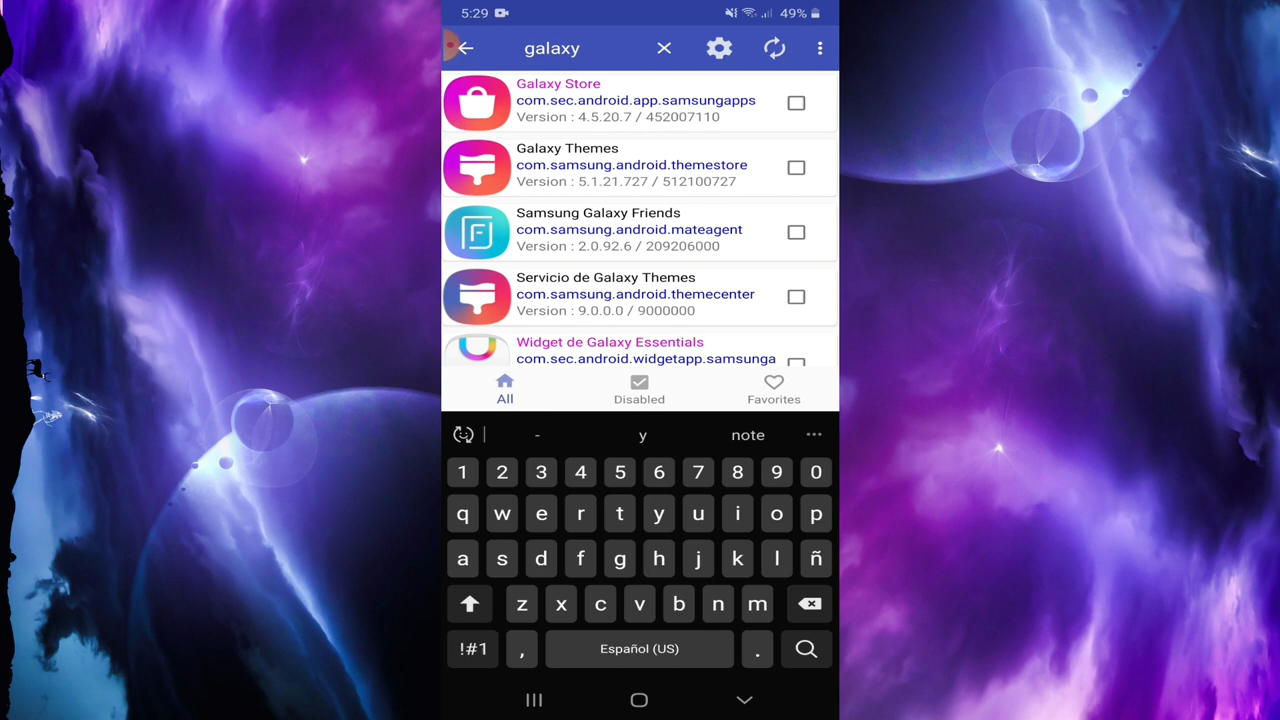 5:29 49%
galaxy
Galaxy Store
com.sec.android.app.samsungapps
Version : 4.5.20.7 / 452007110
Galaxy Themes
com.samsung.android.themestore
Version : 5.1.21.727 / 512100727
Samsung Galaxy Friends
com.samsung.android.mateagent
Version : 2.0.92.6 / 209206000
Servicio de Galaxy Themes
com.samsung.android.themecenter
Version : 9.0.0.0 / 9000000
Widget de Galaxy Essentials
com.sec.android.widgetapp.samsunga
All Disabled Favorites
- y note ...
1 2 3 4 5 6 7 8 9 0
q w e r t y u i o p
a s d f g h j k l ñ
z x c v b n m
!#1 , Español (US) .